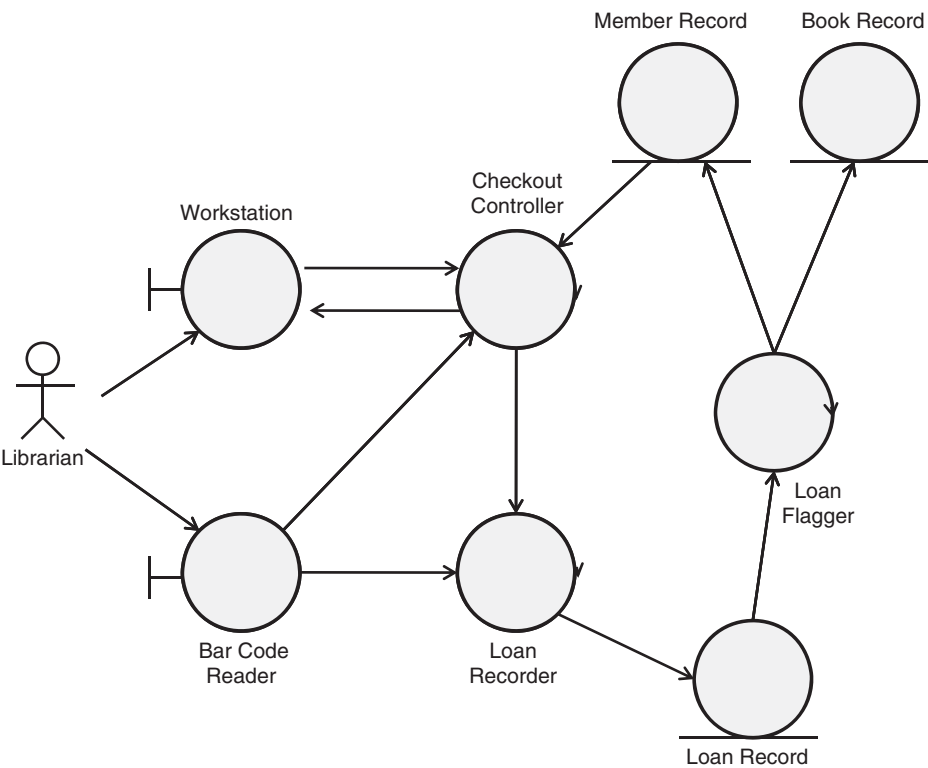 Member Record
Book Record
Checkout
Controller
Workstation
Librarian
Loan
Flagger
Bar Code
Reader
Loan
Recorder
Loan Record